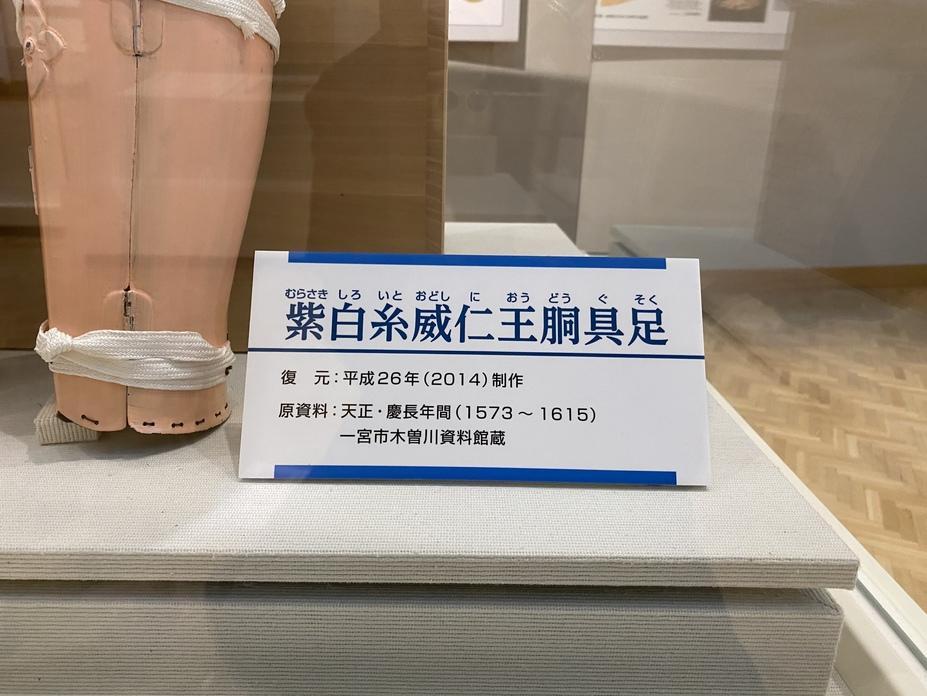 むらさき しろ いと おどし に おう どう ぐ そく
紫白糸威仁王胴具足
復　元：平成26年（2014）制作
原資料：天正・慶長年間（1573～1615）
一宮市木曽川資料館蔵